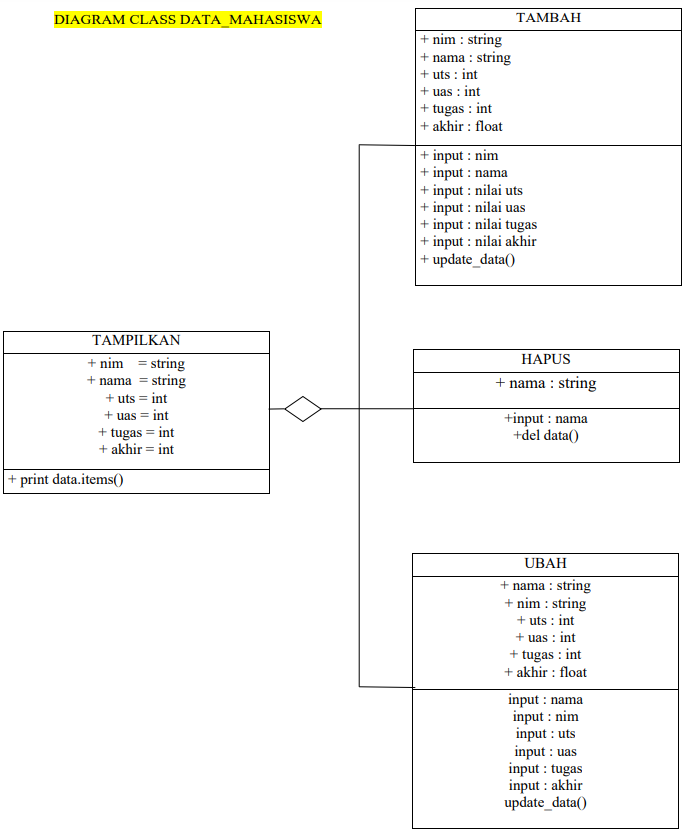 DIAGRAM CLASS DATA_MAHASISWA
TAMBAH
+ nim : string
+ nama : string
+ uts : int
+ uas : int
+ tugas : int
+ akhir : float
+ input : nim
+ input : nama
+ input : nilai uts
+ input : nilai uas
+ input : nilai tugas
+ input : nilai akhir
+ update_data()
TAMPILKAN
+ nim = string
+ nama = string
+ uts = int
+ uas = int
+ tugas = int
+ akhir = int
+ print data.items()
HAPUS
+ nama : string
+input : nama
+del data()
UBAH
+ nama : string
+ nim : string
+ uts : int
+ uas : int
+ tugas : int
+ akhir : float
input : nama
input : nim
input : uts
input : uas
input : tugas
input : akhir
update_data()